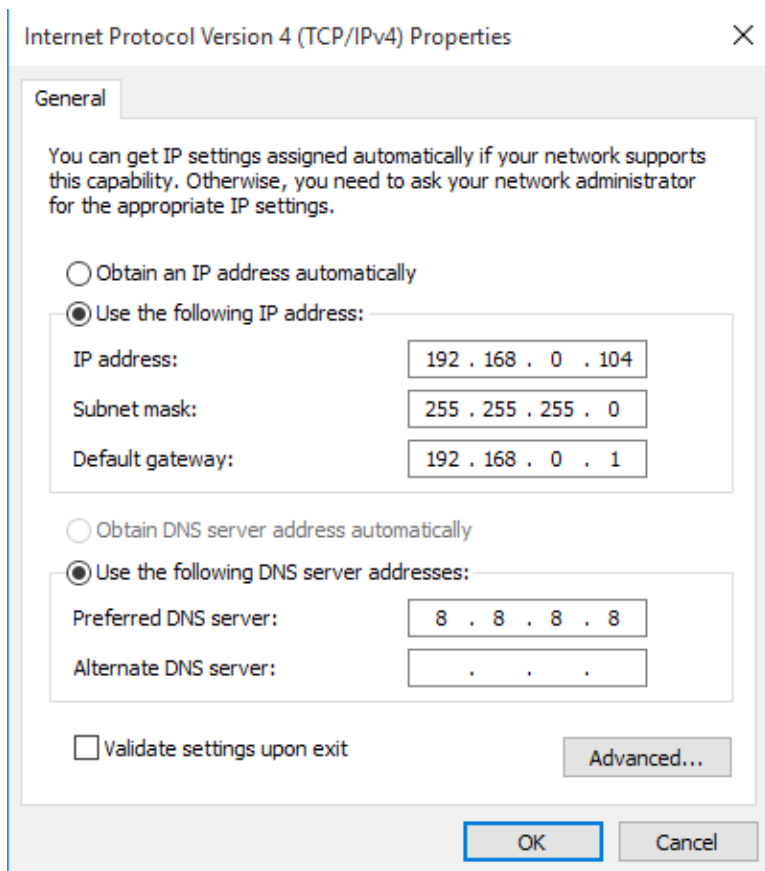 Internet Protocol Version 4 (TCP/IPv4) Properties
General
You can get IP settings assigned automatically if your network supports
this capability. Otherwise, you need to ask your network administrator
for the appropriate IP settings.
Obtain an IP address automatically
Use the following IP address:
IP address: 192 . 168 . 0 . 104
Subnet mask: 255 . 255 . 255 . 0
Default gateway: 192 . 168 . 0 . 1
Obtain DNS server address automatically
Use the following DNS server addresses:
Preferred DNS server: 8 . 8 . 8 . 8
Alternate DNS server: . . .
Validate settings upon exit
Advanced...
OK Cancel